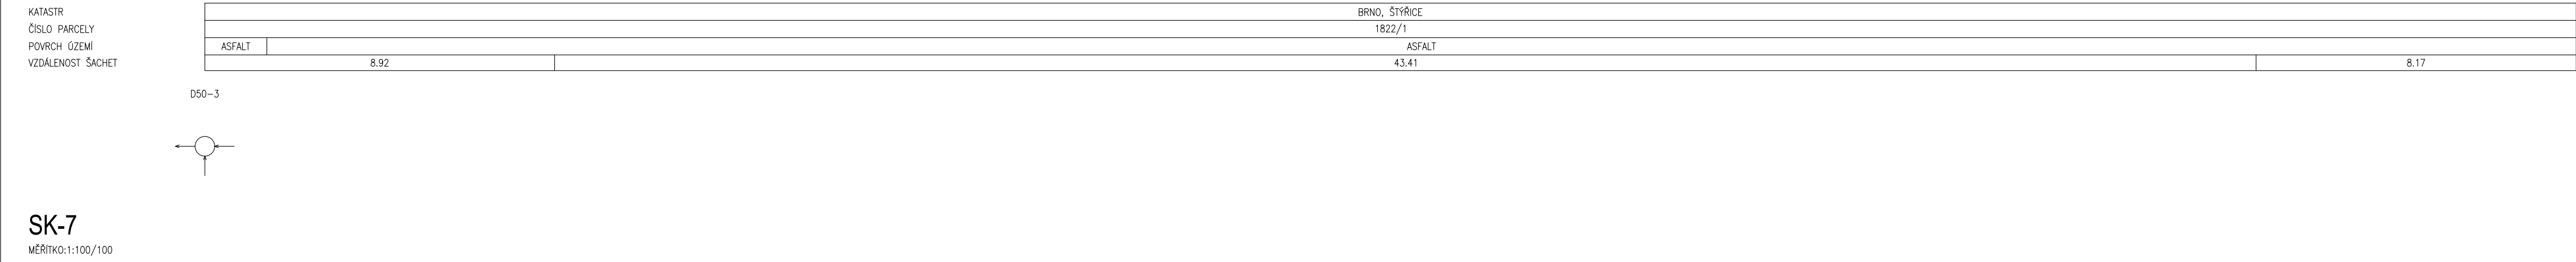 KATASTR BRNO, ŠTÝŘICE
ČÍSLO PARCELY 1822/1
POVRCH ÚZEMÍ ASFALT ASFALT
VZDÁLENOST ŠACHET 8.92 43.41 8.17
D50-3
SK-7
MĚŘÍTKO:1:100/100